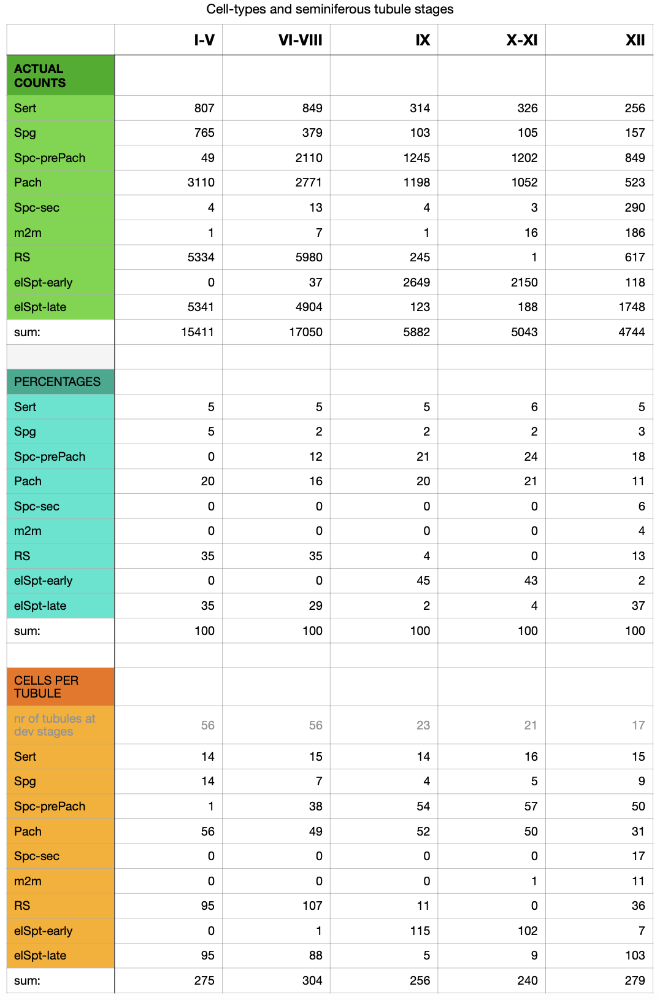 Cell-types and seminiferous tubule stages
I-V VI-VIII IX X-XI XII
ACTUAL
COUNTS
Sert 807 849 314 326 256
Spg 765 379 103 105 157
Spc-prePach 49 2110 1245 1202 849
Pach 3110 2771 1198 1052 523
Spc-sec 4 13 4 3 290
m2m 1 7 1 16 186
RS 5334 5980 245 1 617
elSpt-early 0 37 2649 2150 118
elSpt-late 5341 4904 123 188 1748
sum: 15411 17050 5882 5043 4744
PERCENTAGES
Sert 5 5 5 6 5
Spg 5 2 2 2 3
Spc-prePach 0 12 21 24 18
Pach 20 16 20 21 11
Spc-sec 0 0 0 0 6
m2m 0 0 0 0 4
RS 35 35 4 0 13
elSpt-early 0 0 45 43 2
elSpt-late 35 29 2 4 37
sum: 100 100 100 100 100
CELLS PER
TUBULE
nr of tubules at
dev stages 56 56 23 21 17
Sert 14 15 14 16 15
Spg 14 7 4 5 9
Spc-prePach 1 38 54 57 50
Pach 56 49 52 50 31
Spc-sec 0 0 0 0 17
m2m 0 0 0 1 11
RS 95 107 11 0 36
elSpt-early 0 1 115 102 7
elSpt-late 95 88 5 9 103
sum: 275 304 256 240 279